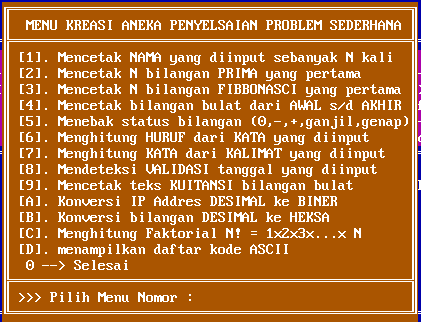 MENU KREASI ANEKA PENYELSAIAN PROBLEM SEDERHANA
[1]. Mencetak NAMA yang diinput sebanyak N kali
[2]. Mencetak N bilangan PRIMA yang pertama
[3]. Mencetak N bilangan FIBBONASCI yang pertama
[4]. Mencetak bilangan bulat dari AWAL s/d AKHIR
[5]. Menebak status bilangan (0,-,+,ganjil,genap)
[6]. Menghitung HURUF dari KATA yang diinput
[7]. Menghitung KATA dari KALIMAT yang diinput
[8]. Mendeteksi VALIDASI tanggal yang diinput
[9]. Mencetak teks KUITANSI bilangan bulat
[A]. Konversi IP Addres DESIMAL ke BINER
[B]. Konversi bilangan DESIMAL ke HEKSA
[C]. Menghitung Faktorial N! = 1x2x3x...x N
[D]. menampilkan daftar kode ASCII
0 --> Selesai
>>> Pilih Menu Nomor :